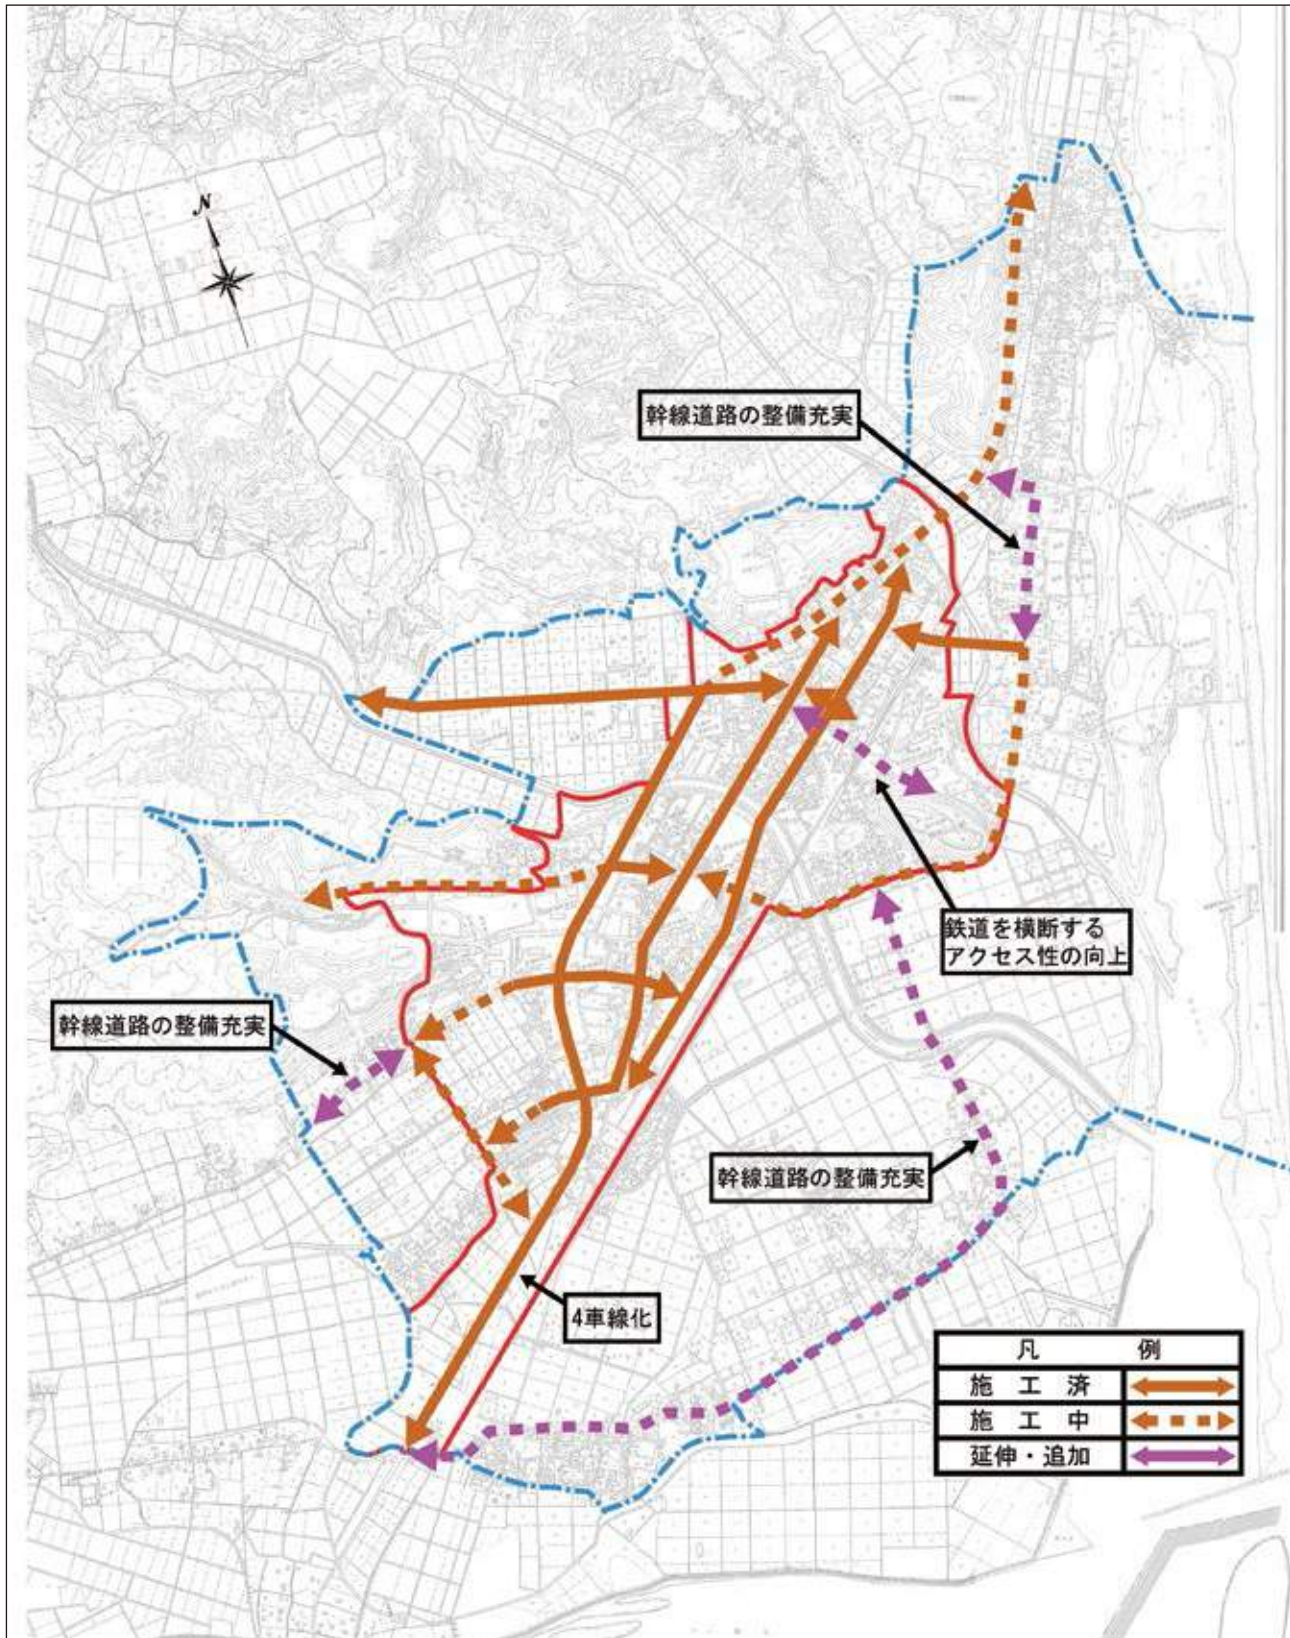 N
幹線道路の整備充実
鉄道を横断する
アクセス性の向上
幹線道路の整備充実
幹線道路の整備充実
4車線化
凡 例
施 工 済
施 工 中
延伸・追加